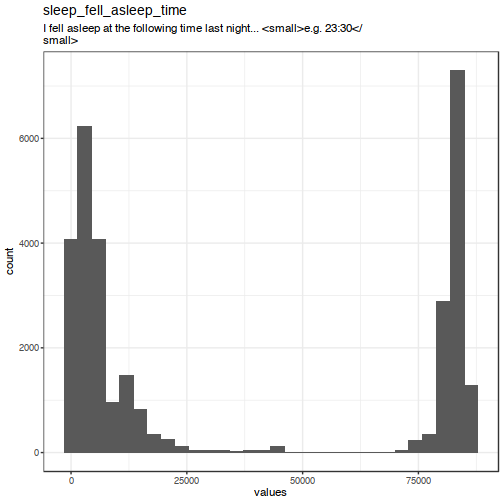 sleep_fell_asleep_time
I fell asleep at the following time last night... <small>e.g. 23:30</
small>
6000
4000
2000
0
count
0 25000 50000 75000
values